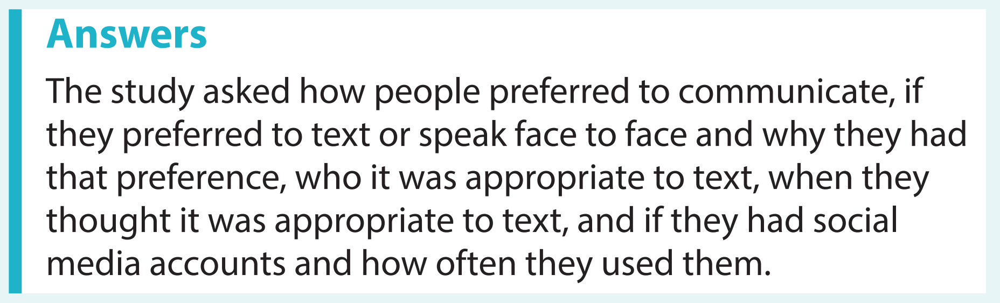 Answers
The study asked how people preferred to communicate, if
they preferred to text or speak face to face and why they had
that preference, who it was appropriate to text, when they
thought it was appropriate to text, and if they had social
media accounts and how often they used them.